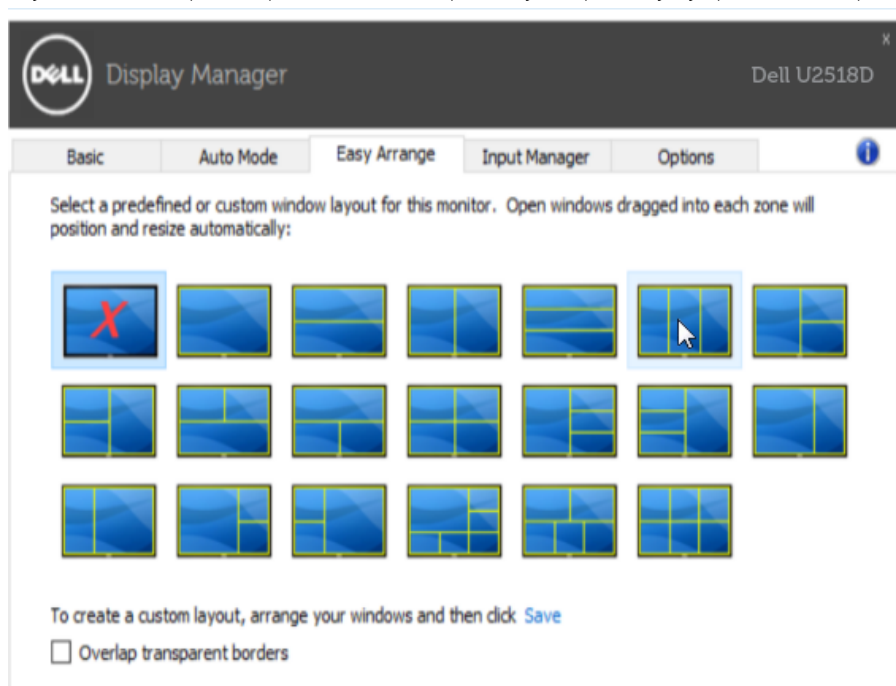 DELL Display Manager
x
Dell U2518D
Basic Auto Mode Easy Arrange Input Manager Options
Select a predefined or custom window layout for this monitor. Open windows dragged into each zone will
position and resize automatically:
X
To create a custom layout, arrange your windows and then click Save
Overlap transparent borders